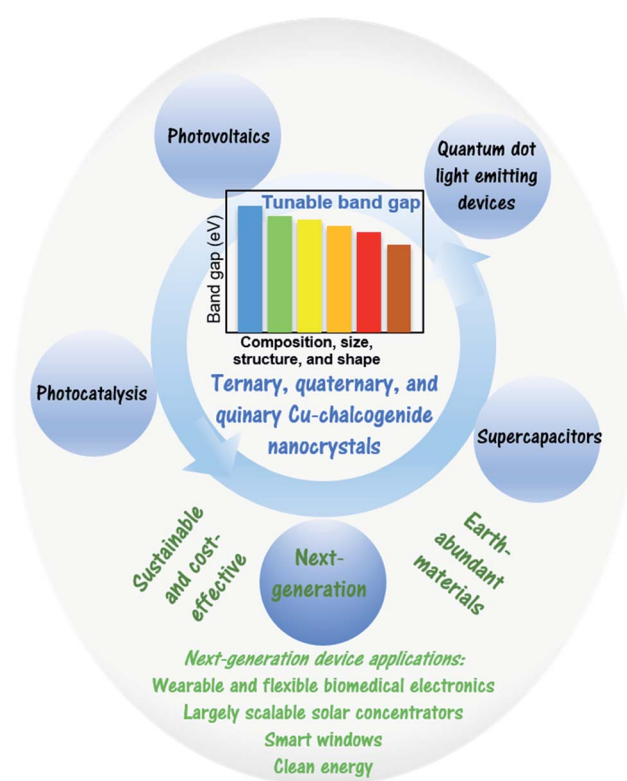 Photovoltaics
Quantum dot
light emitting
devices
Tunable band gap
Band gap (eV)
Composition, size,
structure, and shape
Ternary, quaternary, and
quinary Cu-chalcogenide
nanocrystals
Photocatalysis
Supercapacitors
Sustainable
and cost-
effective
Next-
generation
Earth-
abundant
materials
Next-generation device applications:
Wearable and flexible biomedical electronics
Largely scalable solar concentrators
Smart windows
Clean energy